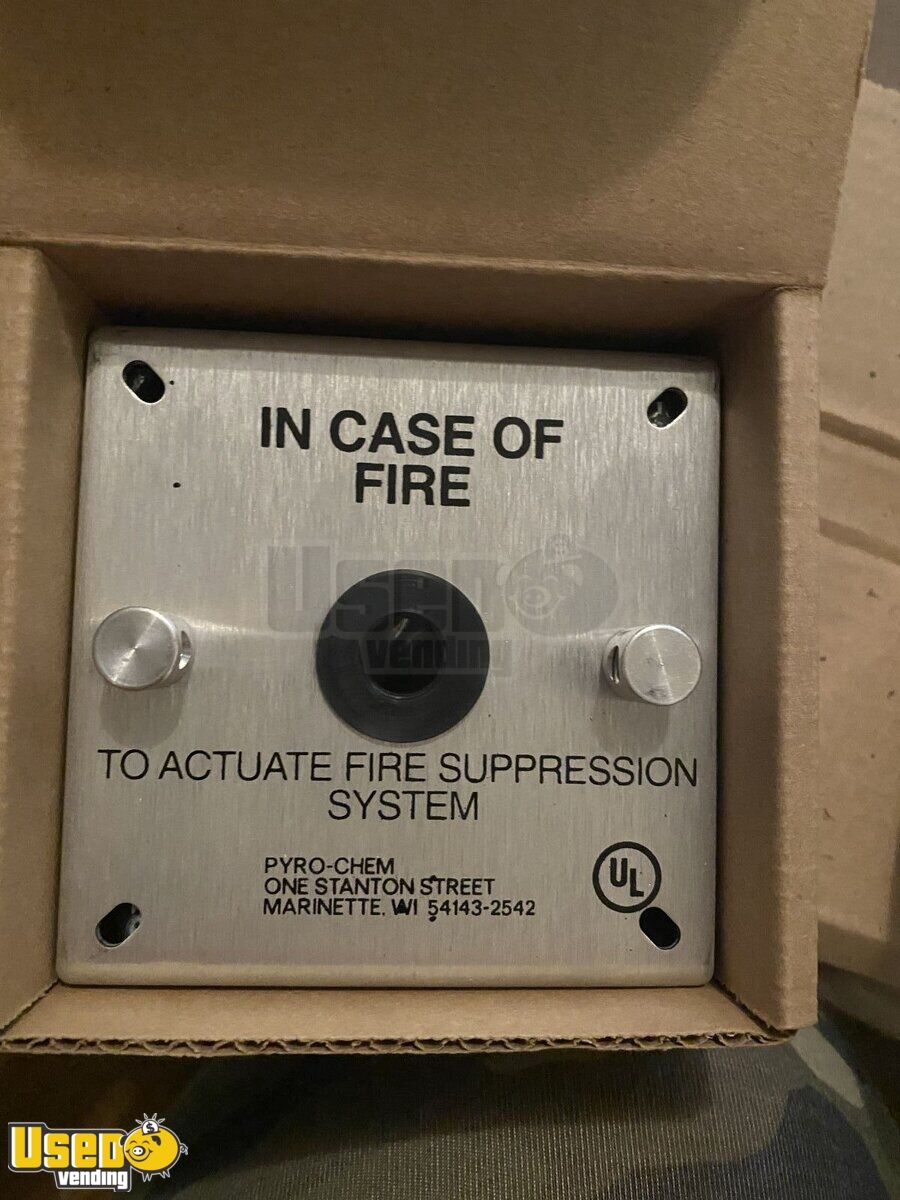 IN CASE OF
FIRE
USED
vending
TO ACTUATE FIRE SUPPRESSION
SYSTEM
PYRO-CHEM
ONE STANTON STREET
MARINETTE, WI 54143-2542
UL
USED
vending